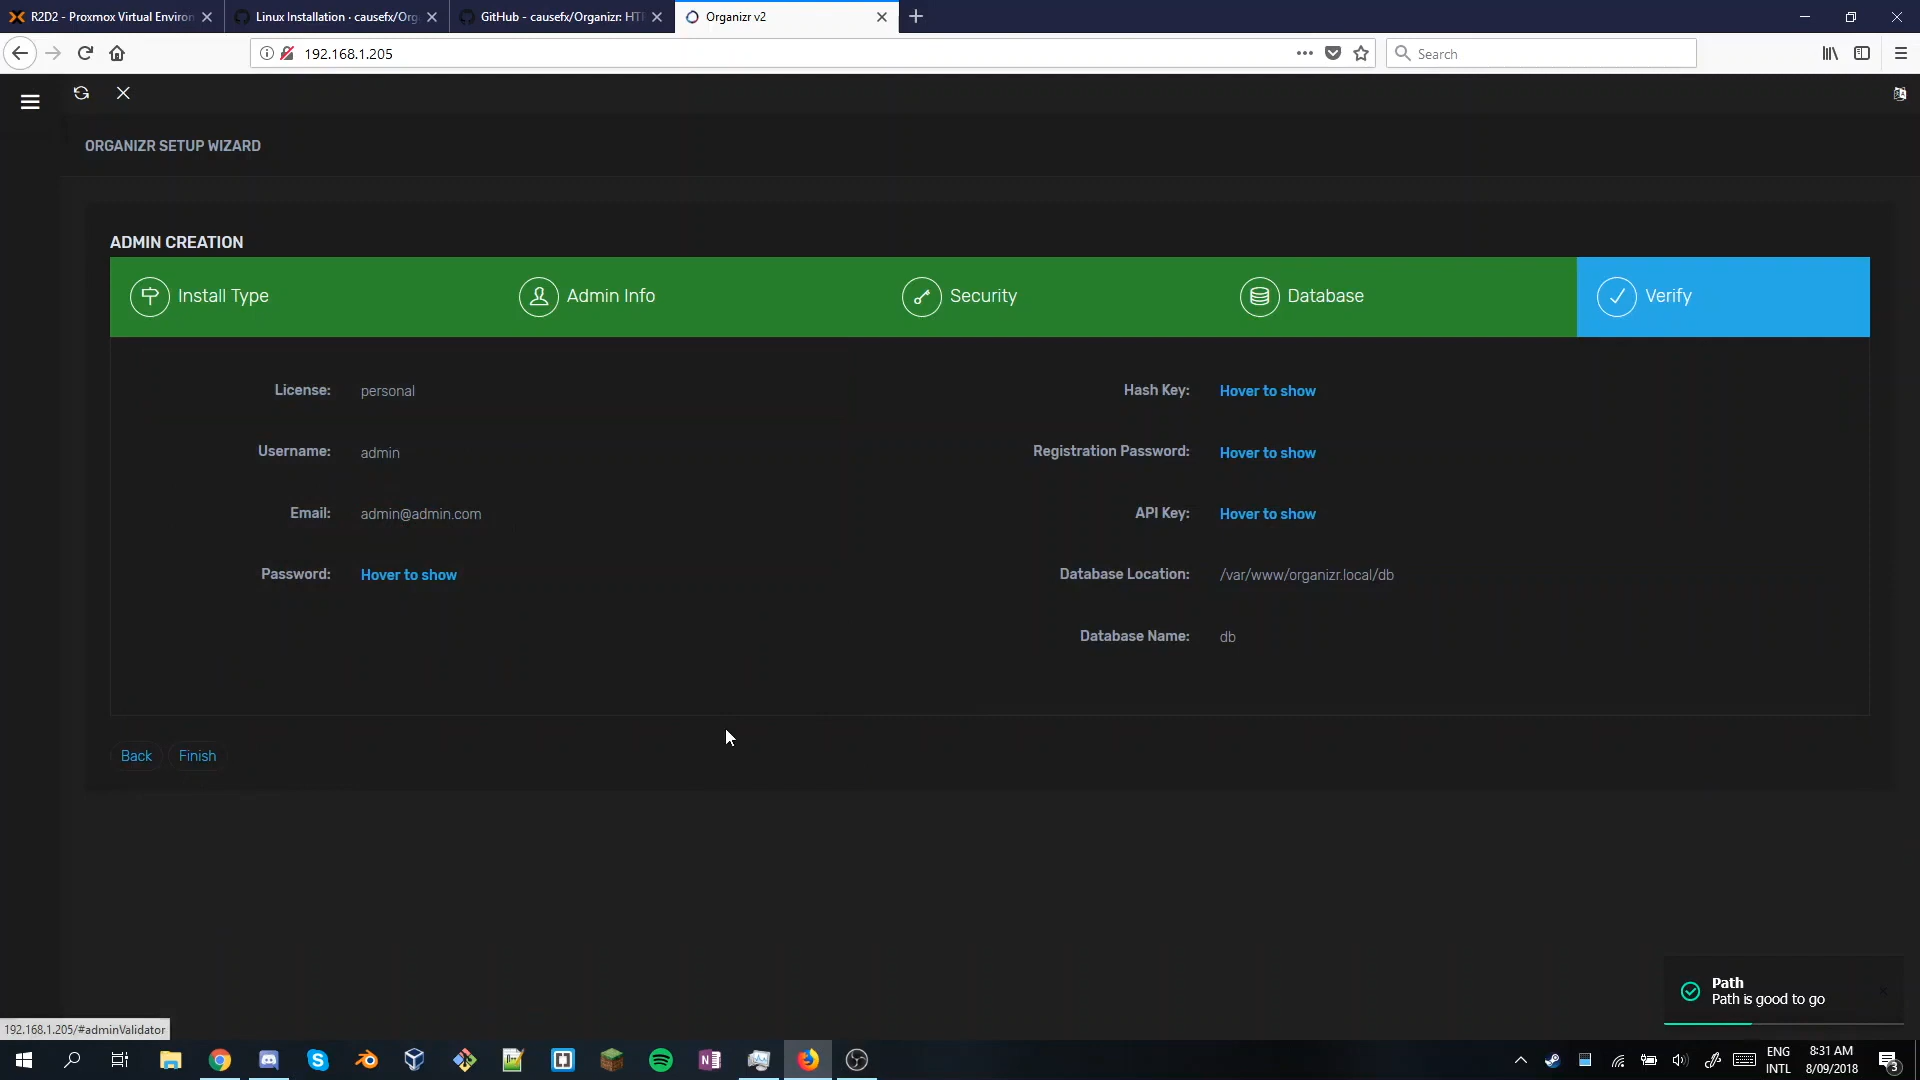 R2D2 - Proxmox Virtual Environ
Linux Installation · causefx/Org
GitHub - causefx/Organizr: HTI
Organizr v2
192.168.1.205
Search
ORGANIZR SETUP WIZARD
ADMIN CREATION
Install Type
Admin Info
Security
Database
Verify
License: personal
Hash Key: Hover to show
Username: admin
Registration Password: Hover to show
Email: admin@admin.com
API Key: Hover to show
Password: Hover to show
Database Location: /var/www/organizr.local/db
Database Name: db
Back
Finish
Path
Path is good to go
192.168.1.205/#adminValidator
ENG
INTL
8:31 AM
8/09/2018
3